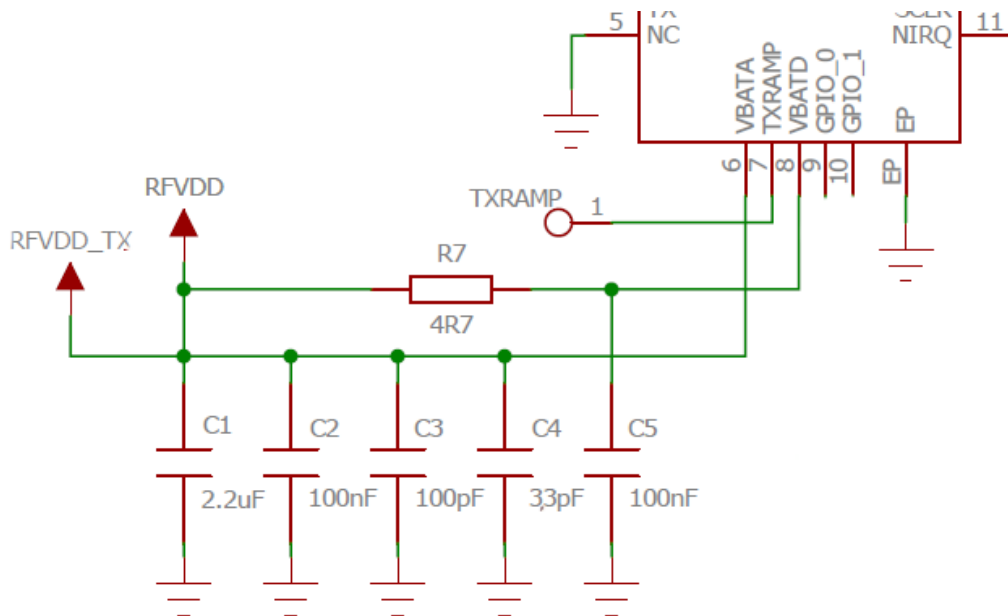 TX
SCLK
5
NC
NIRQ
11
VBATA
TXRAMP
VBATD
GPIO_0
GPIO_1
EP
6
7
8
9
10
EP
RFVDD
TXRAMP
1
RFVDD_TX
R7
4R7
C1
C2
C3
C4
C5
2.2uF
100nF
100pF
3,3pF
100nF